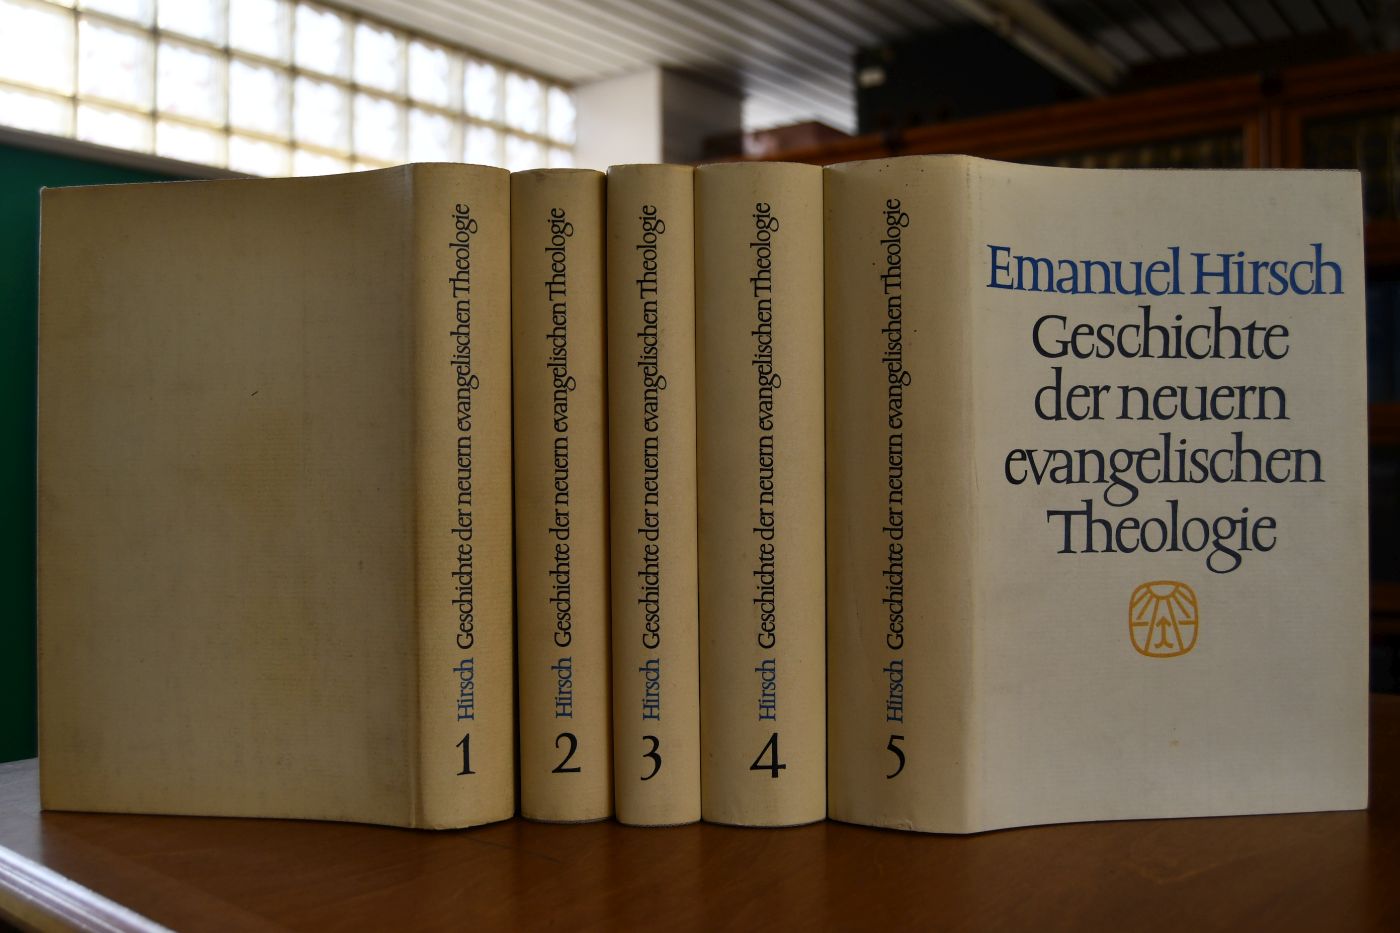 Hirsch Geschichte der neuern evangelischen Theologie
1
Hirsch Geschichte der neuern evangelischen Theologie
2
Hirsch Geschichte der neuern evangelischen Theologie
3
Hirsch Geschichte der neuern evangelischen Theologie
4
Hirsch Geschichte der neuern evangelischen Theologie
5
Emanuel Hirsch
Geschichte
der neuern
evangelischen
Theologie